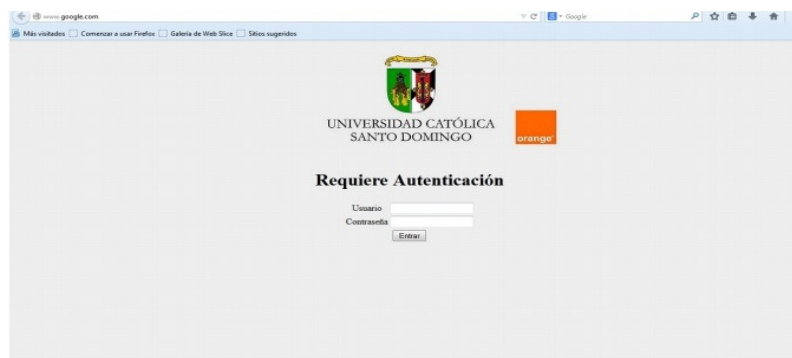 www.google.com
Google
Más visitados Comenzar a usar Firefox Galería de Web Slice Sitios sugeridos
UNIVERSIDAD CATÓLICA
SANTO DOMINGO
orange
Requiere Autenticación
Usuario
Contraseña
Entrar